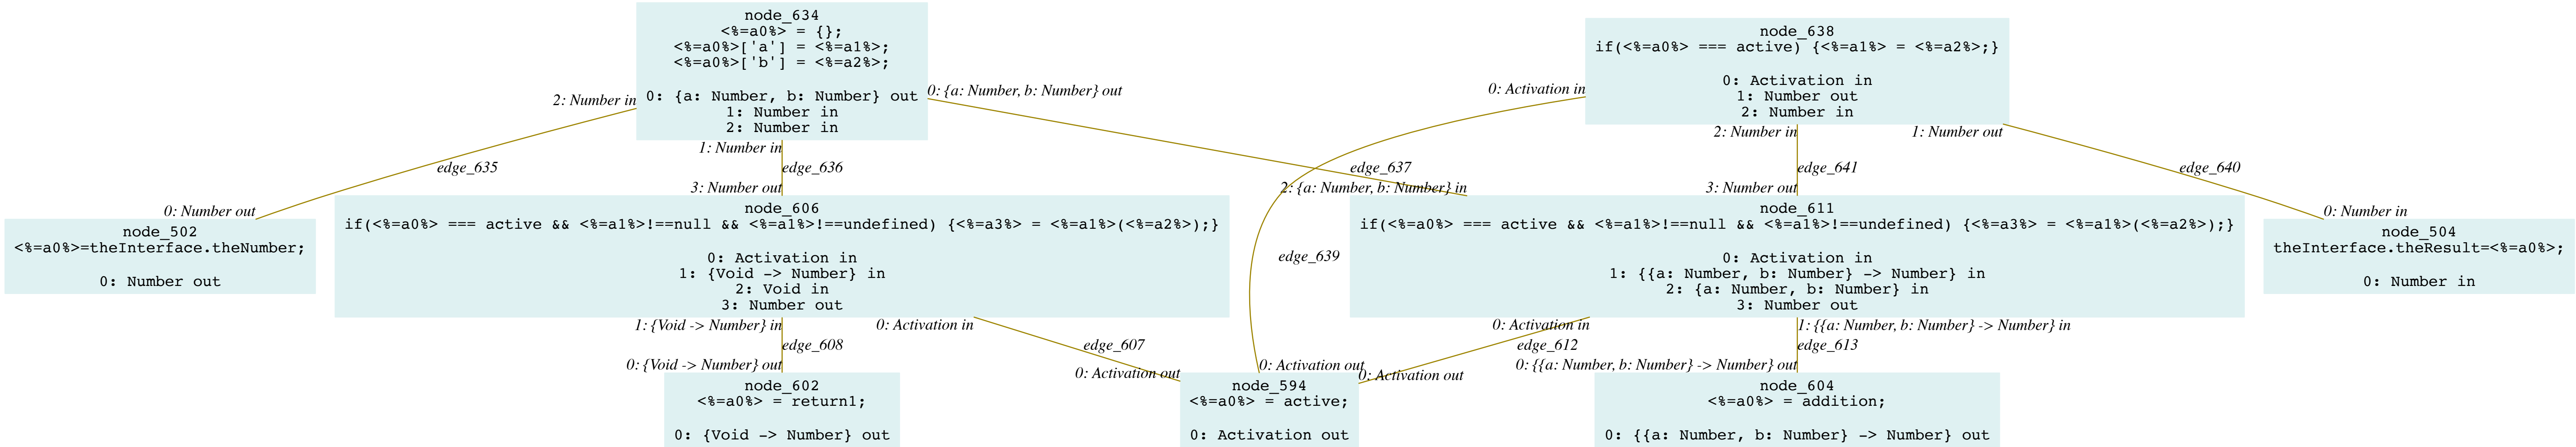 node_634
<%=a0%> = {};
<%=a0%>['a'] = <%=a1%>;
<%=a0%>['b'] = <%=a2%>;
0: {a: Number, b: Number} out
1: Number in
2: Number in
node_638
if(<%=a0%> === active) {<%=a1%> = <%=a2%>;}
0: Activation in
1: Number out
2: Number in
2: Number in
0: {a: Number, b: Number} out
0: Activation in
1: Number in
2: Number in
1: Number out
edge_635
edge_636
edge_637
edge_641
edge_640
0: Number out
3: Number out
2: {a: Number, b: Number} in
3: Number out
0: Number in
node_502
<%=a0%>=theInterface.theNumber;
0: Number out
node_606
if(<%=a0%> === active && <%=a1%>!==null && <%=a1%>!==undefined) {<%=a3%> = <%=a1%>(<%=a2%>);}
0: Activation in
1: {Void -> Number} in
2: Void in
3: Number out
edge_639
node_611
if(<%=a0%> === active && <%=a1%>!==null && <%=a1%>!==undefined) {<%=a3%> = <%=a1%>(<%=a2%>);}
0: Activation in
1: {{a: Number, b: Number} -> Number} in
2: {a: Number, b: Number} in
3: Number out
node_504
theInterface.theResult=<%=a0%>;
0: Number in
1: {Void -> Number} in
0: Activation in
0: Activation in
1: {{a: Number, b: Number} -> Number} in
edge_608
edge_607
edge_612
edge_613
0: {Void -> Number} out
0: Activation out
0: Activation out
0: Activation out
0: {{a: Number, b: Number} -> Number} out
node_602
<%=a0%> = return1;
0: {Void -> Number} out
node_594
<%=a0%> = active;
0: Activation out
node_604
<%=a0%> = addition;
0: {{a: Number, b: Number} -> Number} out